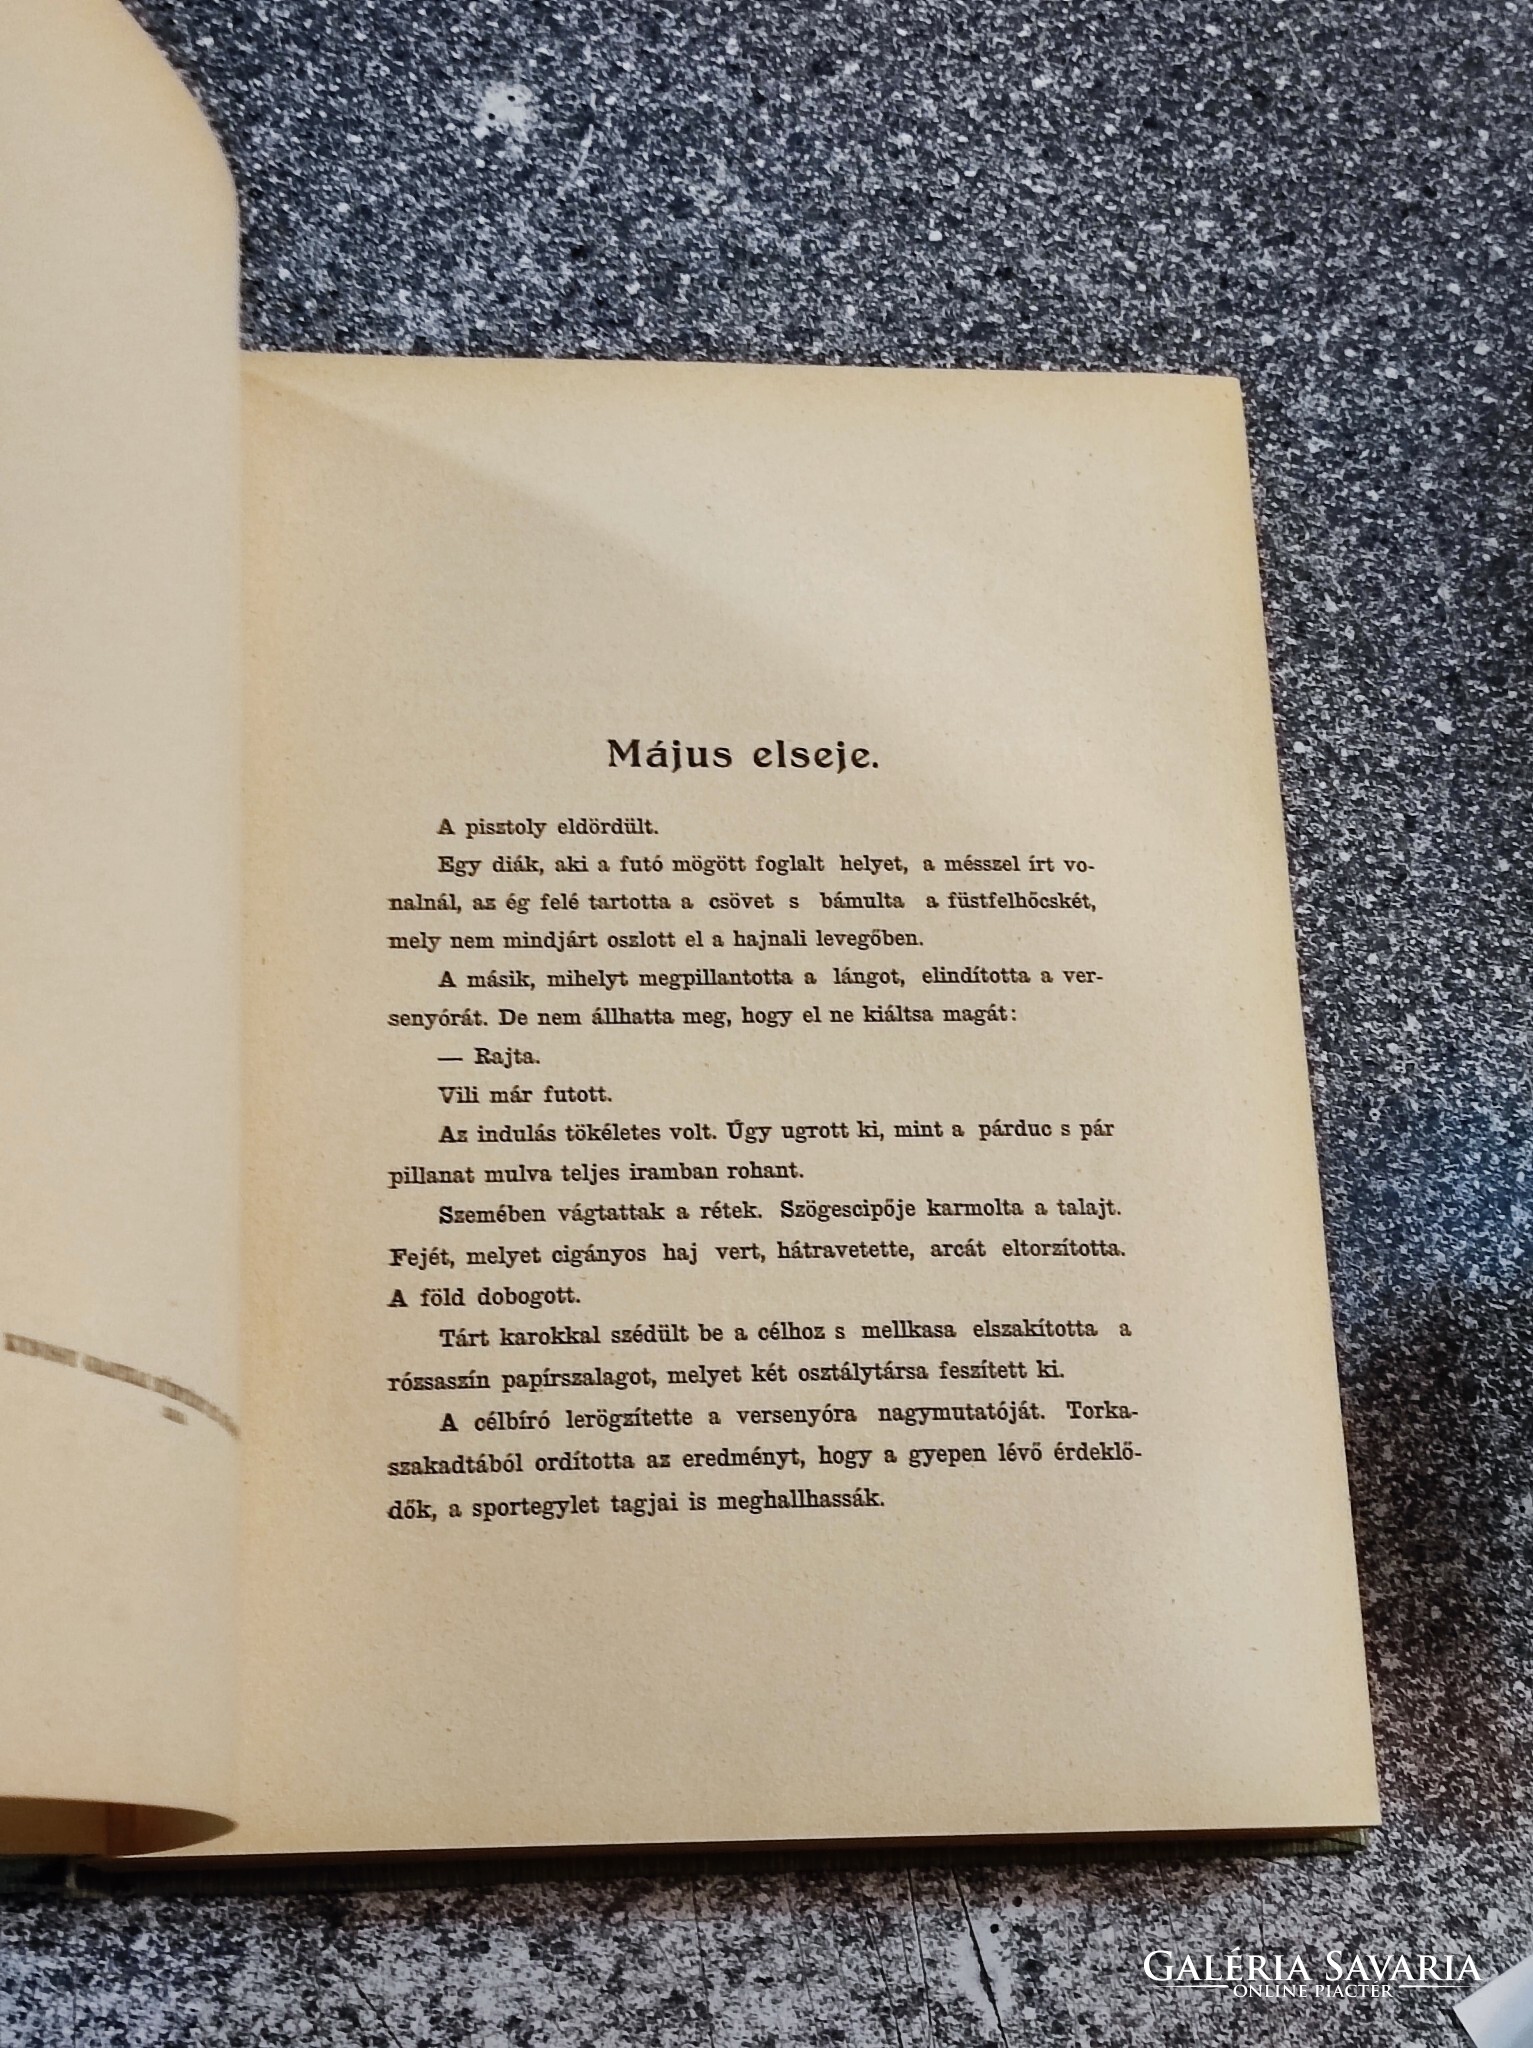 Május elseje.
A pisztoly eldördült.
Egy diák, aki a futó mögött foglalt helyet, a mésszel írt vo-
nalnál, az ég felé tartotta a csövet s bámulta a füstfelhőcskét,
mely nem mindjárt oszlott el a hajnali levegőben.
A másik, mihelyt megpillantotta a lángot, elindította a ver-
senyórát. De nem állhatta meg, hogy el ne kiáltsa magát:
— Rajta.
Vili már futott.
Az indulás tökéletes volt. Úgy ugrott ki, mint a párduc s pár
pillanat mulva teljes iramban rohant.
Szemében vágtattak a rétek. Szögescipője karmolta a talajt.
Fejét, melyet cigányos haj vert, hátravetette, arcát eltorzította.
A föld dobogott.
Tárt karokkal szédült be a célhoz s mellkasa elszakította a
rózsaszín papírszalagot, melyet két osztálytársa feszített ki.
A célbíró lerögzítette a versenyóra nagymutatóját. Torka-
szakadtából ordította az eredményt, hogy a gyepen lévő érdeklő-
dők, a sportegylet tagjai is meghallhassák.
GALÉRIA SAVARIA
ONLINE PIACTÉR